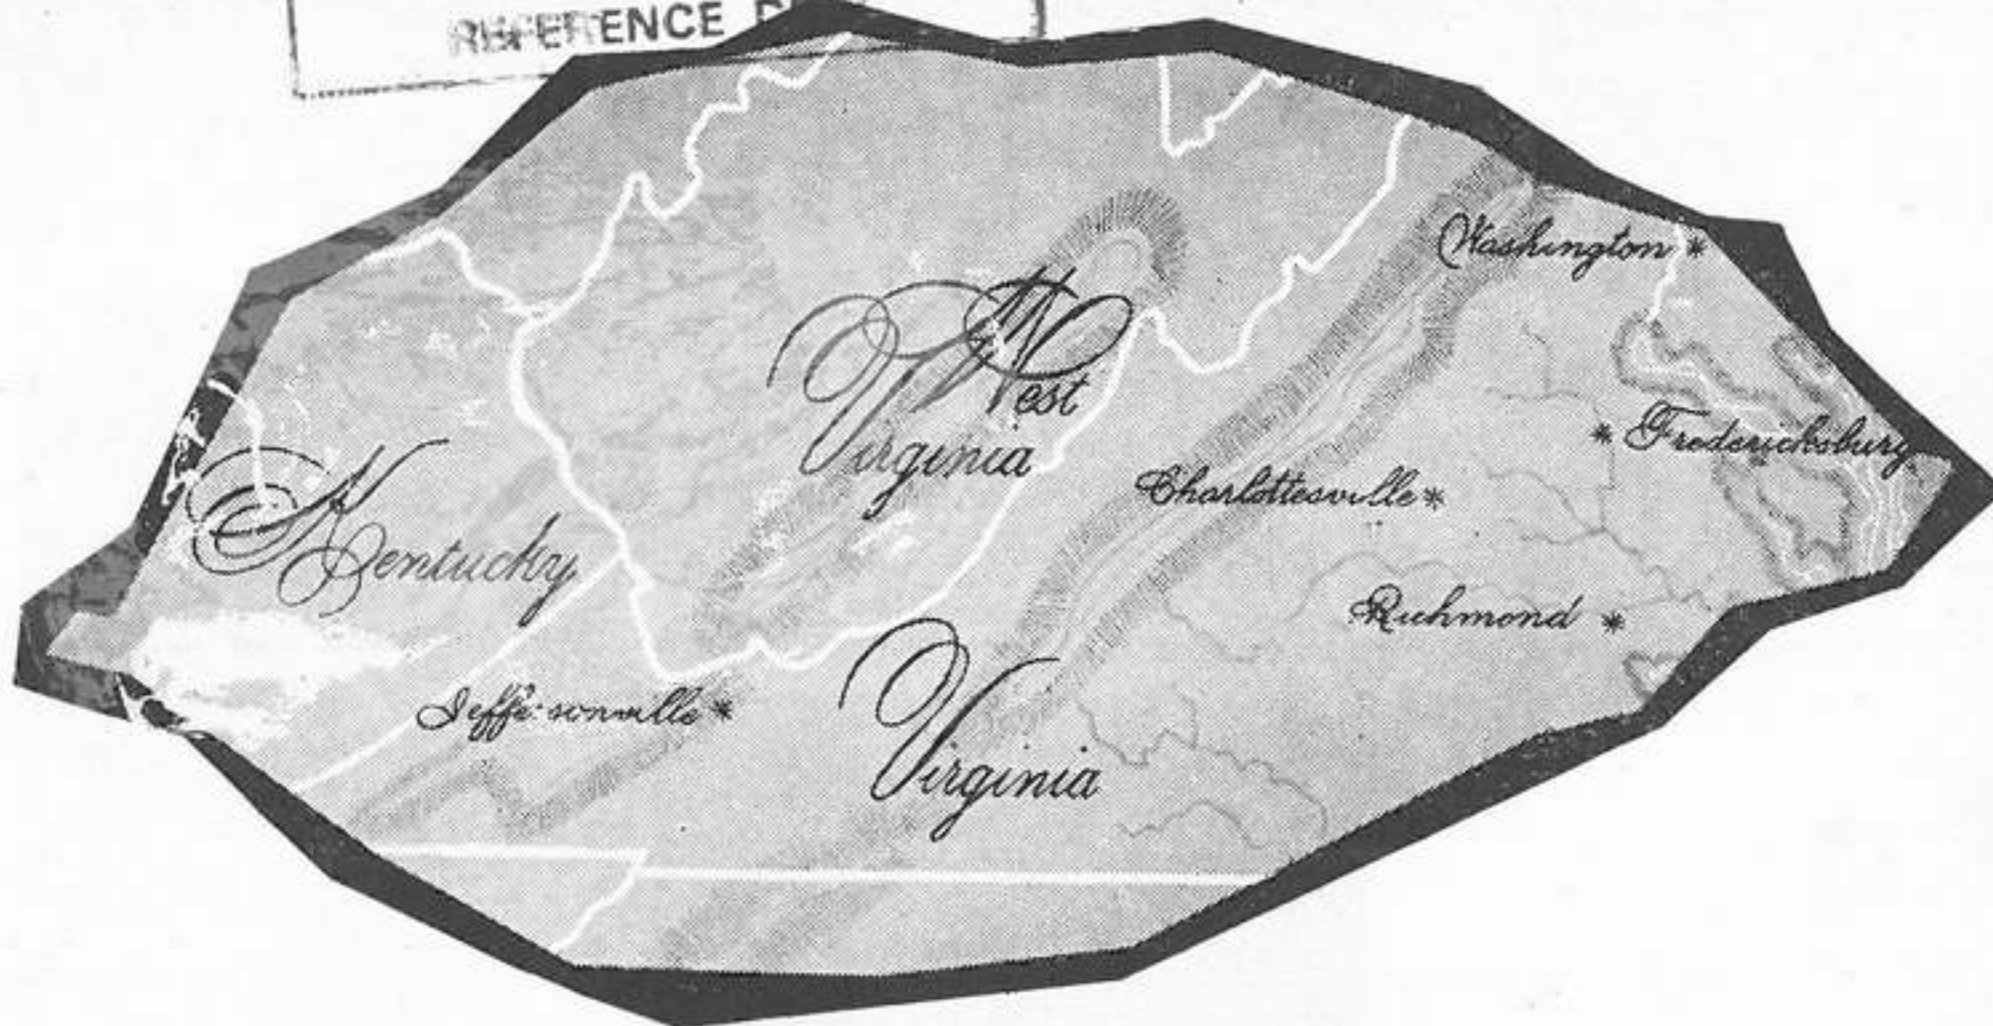 REFERENCE
Washington
West
Virginia
Fredericksburg
Charlottesville
Kentucky
Richmond
Jeffersonville
Virginia